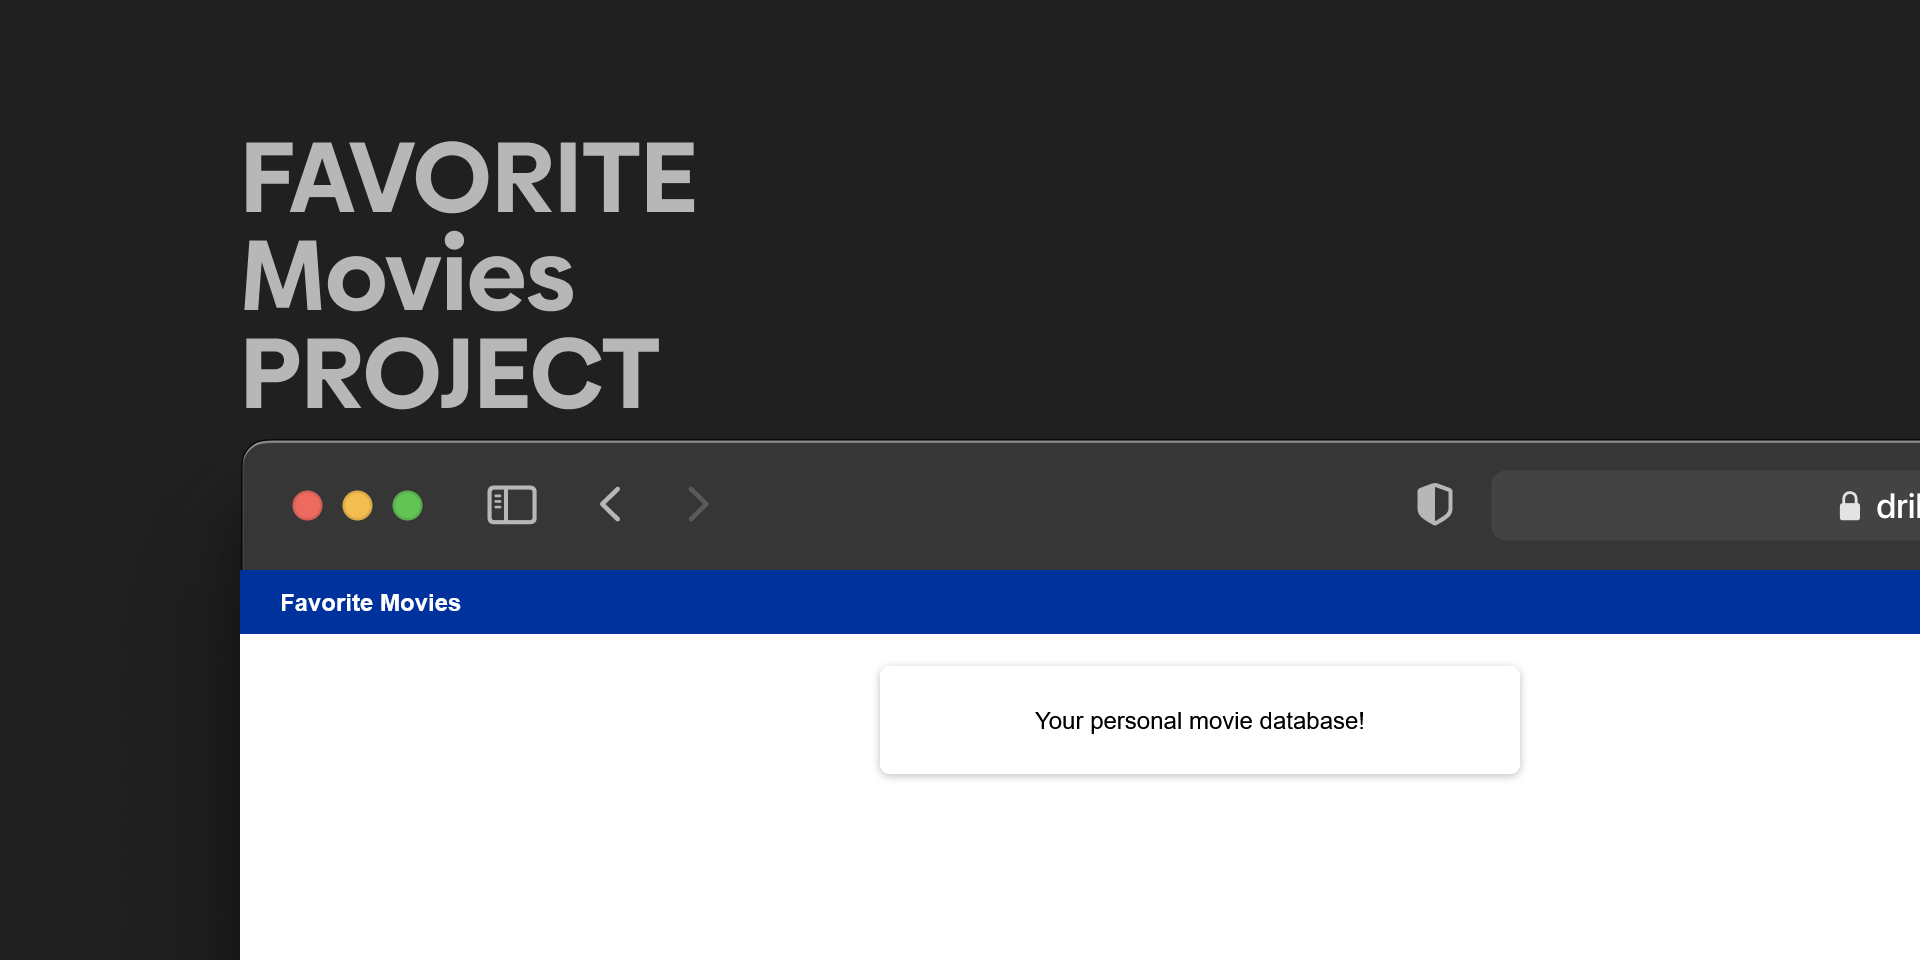 FAVORITE
Movies
PROJECT
Favorite Movies
Your personal movie database!